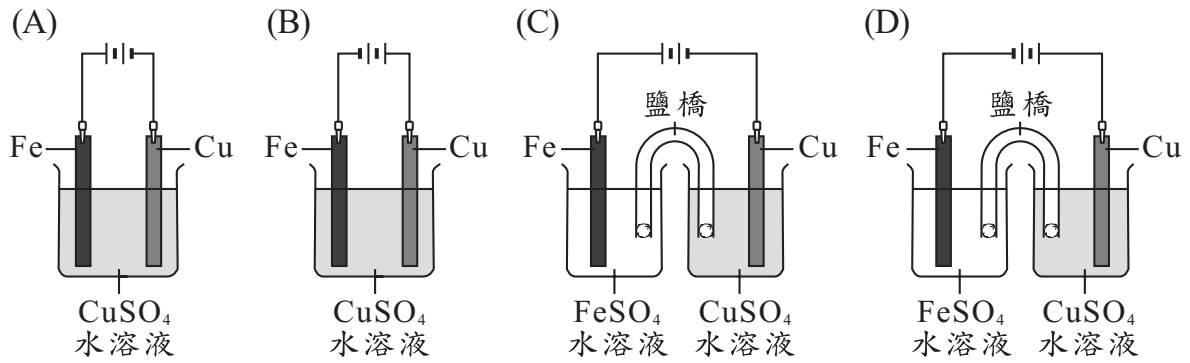 (A)
Fe
Cu
CuSO₄
水溶液
(B)
Fe
Cu
CuSO₄
水溶液
(C)
鹽橋
Fe
Cu
FeSO₄
水溶液
CuSO₄
水溶液
(D)
鹽橋
Fe
Cu
FeSO₄
水溶液
CuSO₄
水溶液